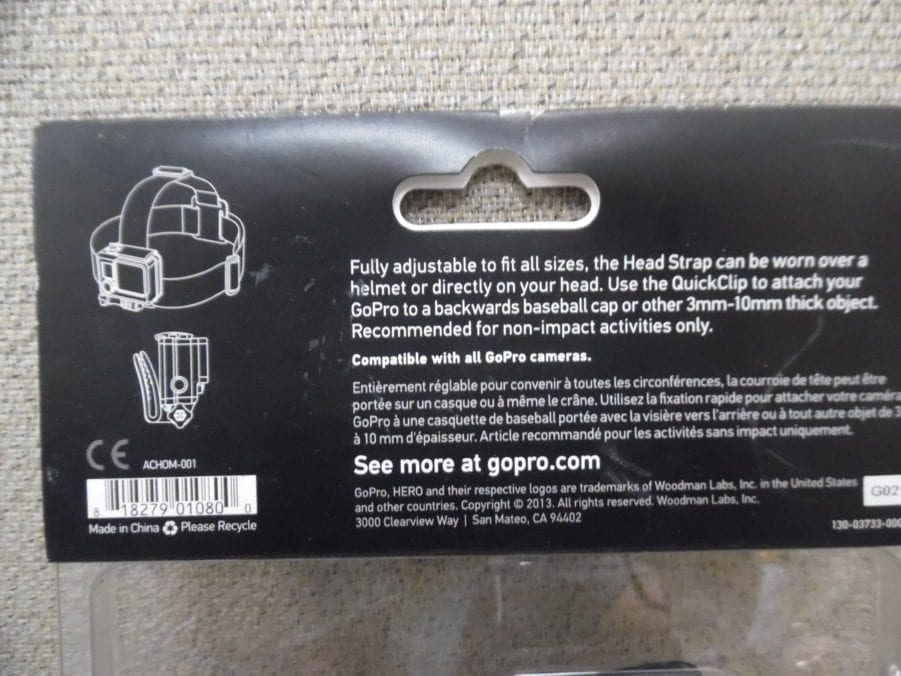 Fully adjustable to fit all sizes, the Head Strap can be worn over a
helmet or directly on your head. Use the QuickClip to attach your
GoPro to a backwards baseball cap or other 3mm-10mm thick object.
Recommended for non-impact activities only.
Compatible with all GoPro cameras.
Entièrement réglable pour convenir à toutes les circonférences, la courroie de tête peut être
portée sur un casque ou à même le crâne. Utilisez la fixation rapide pour attacher votre caméra
GoPro à une casquette de baseball portée avec la visière vers l'arrière ou à tout autre objet de 3
à 10 mm d'épaisseur. Article recommandé pour les activités sans impact uniquement.
See more at gopro.com
GoPro, HERO and their respective logos are trademarks of Woodman Labs, Inc. in the United States
and other countries. Copyright © 2013. All rights reserved. Woodman Labs, Inc.
3000 Clearview Way | San Mateo, CA 94402
CE ACHOM-001
8 18279 01080 0
Made in China Please Recycle
G02
130-03733-000